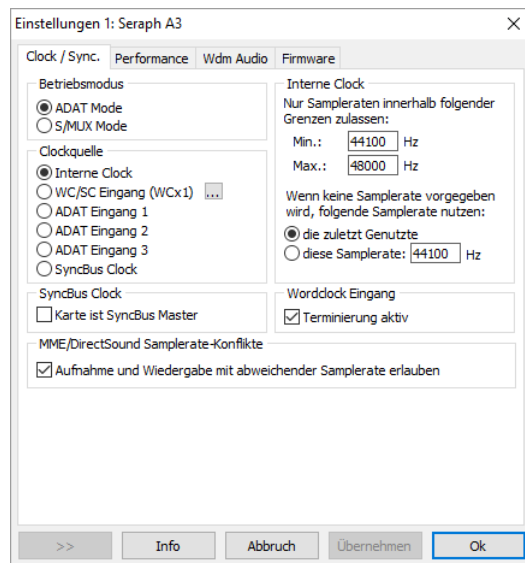 Einstellungen 1: Seraph A3
Clock / Sync. Performance Wdm Audio Firmware
Betriebsmodus
ADAT Mode
S/MUX Mode
Clockquelle
Interne Clock
WC/SC Eingang (WCx1) ...
ADAT Eingang 1
ADAT Eingang 2
ADAT Eingang 3
SyncBus Clock
SyncBus Clock
Karte ist SyncBus Master
Interne Clock
Nur Sampleraten innerhalb folgender
Grenzen zulassen:
Min.: 44100 Hz
Max.: 48000 Hz
Wenn keine Samplerate vorgegeben
wird, folgende Samplerate nutzen:
die zuletzt Genutzte
diese Samplerate: 44100 Hz
Wordclock Eingang
Terminierung aktiv
MME/DirectSound Samplerate-Konflikte
Aufnahme und Wiedergabe mit abweichender Samplerate erlauben
>> Info Abbruch Übernehmen Ok